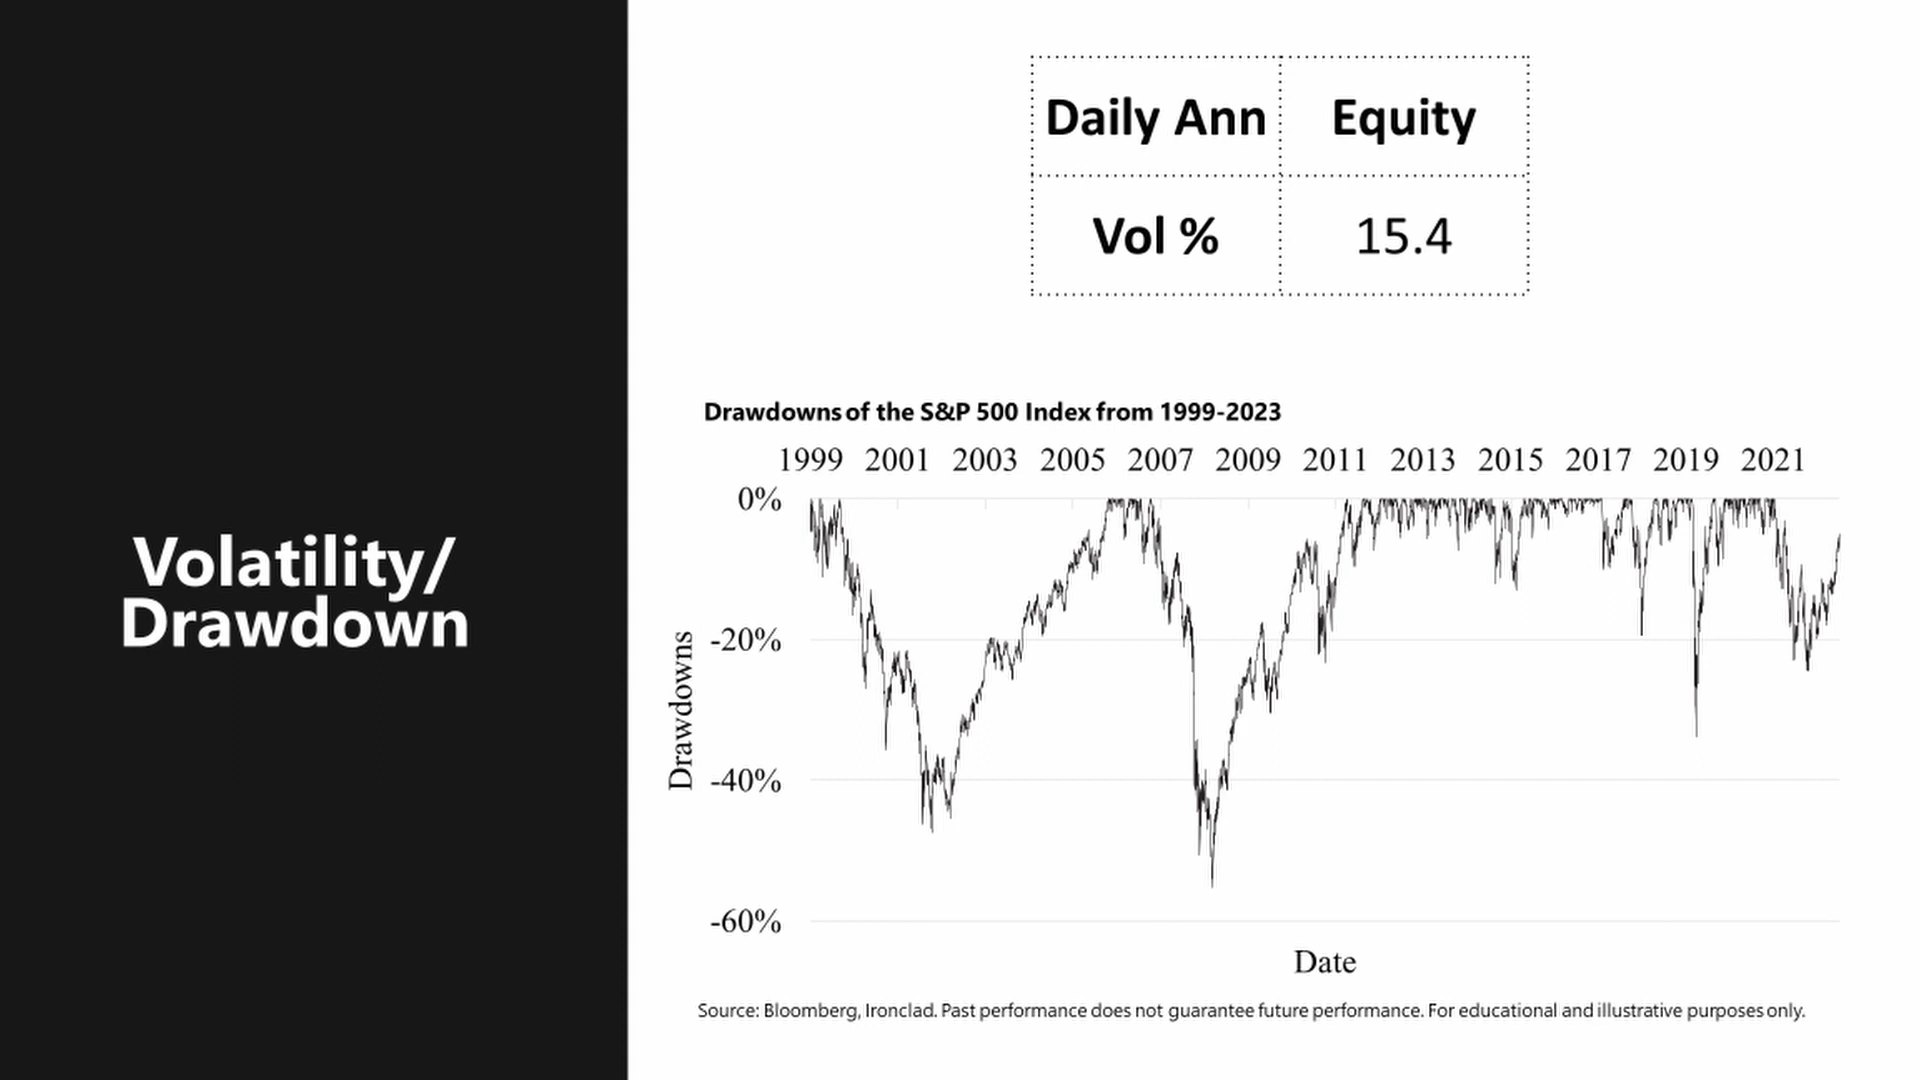 Volatility/
Drawdown
Daily Ann Equity
Vol % 15.4
Drawdowns of the S&P 500 Index from 1999-2023
1999 2001 2003 2005 2007 2009 2011 2013 2015 2017 2019 2021
0%
-20%
-40%
-60%
Drawdowns
Date
Source: Bloomberg, Ironclad. Past performance does not guarantee future performance. For educational and illustrative purposes only.